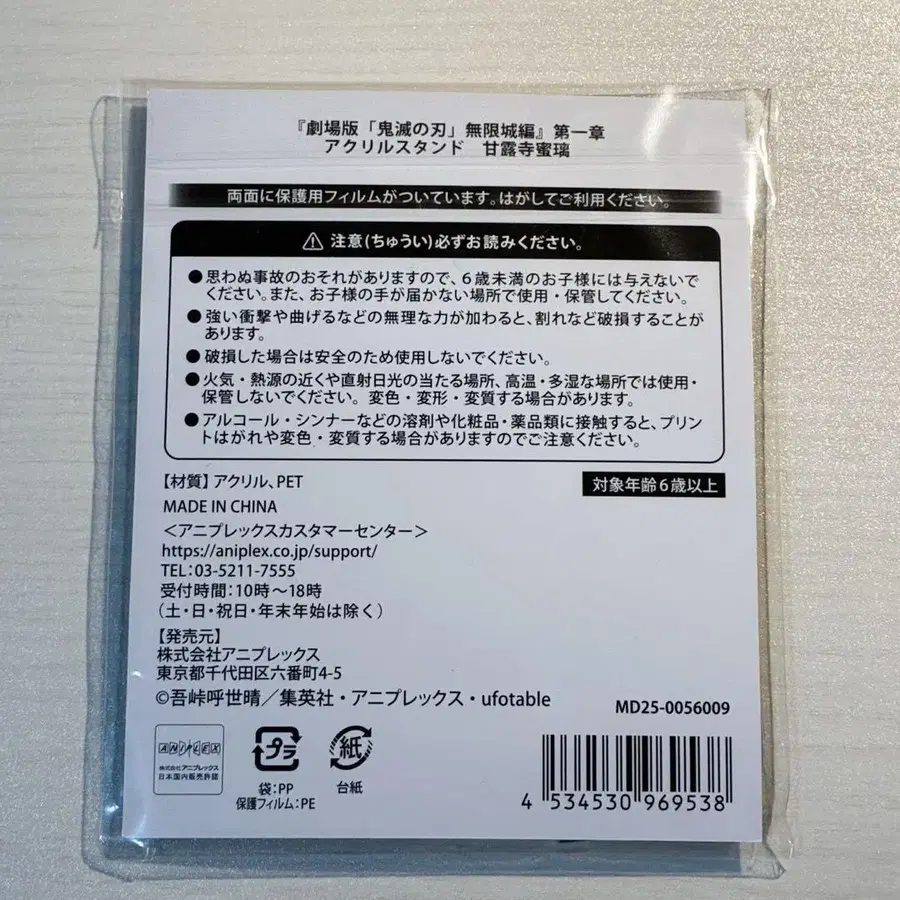 『劇場版「鬼滅の刃」無限城編』第一章
アクリルスタンド 甘露寺蜜璃
両面に保護用フィルムがついています。はがしてご利用ください。
注意(ちゅうい)必ずお読みください。
●思わぬ事故のおそれがありますので、6歳未満のお子様には与えないで
ください。また、お子様の手が届かない場所で使用・保管してください。
●強い衝撃や曲げるなどの無理な力が加わると、割れなど破損することが
あります。
●破損した場合は安全のため使用しないでください。
●火気・熱源の近くや直射日光の当たる場所、高温・多湿な場所では使用・
保管しないでください。変色・変形・変質する場合があります。
●アルコール・シンナーなどの溶剤や化粧品・薬品類に接触すると、プリン
トはがれや変色・変質する場合がありますのでご注意ください。
【材質】アクリル、PET
対象年齢6歳以上
MADE IN CHINA
＜アニプレックスカスタマーセンター＞
https://aniplex.co.jp/support/
TEL:03-5211-7555
受付時間:10時～18時
(土・日・祝日・年末年始は除く)
【発売元】
株式会社アニプレックス
東京都千代田区六番町4-5
©吾峠呼世晴／集英社・アニプレックス・ufotable
MD25-0056009
ANIPLEX
株式会社アニプレックス
日本国内販売許諾
プラ
袋:PP
保護フィルム:PE
紙
台紙
4 534530 969538